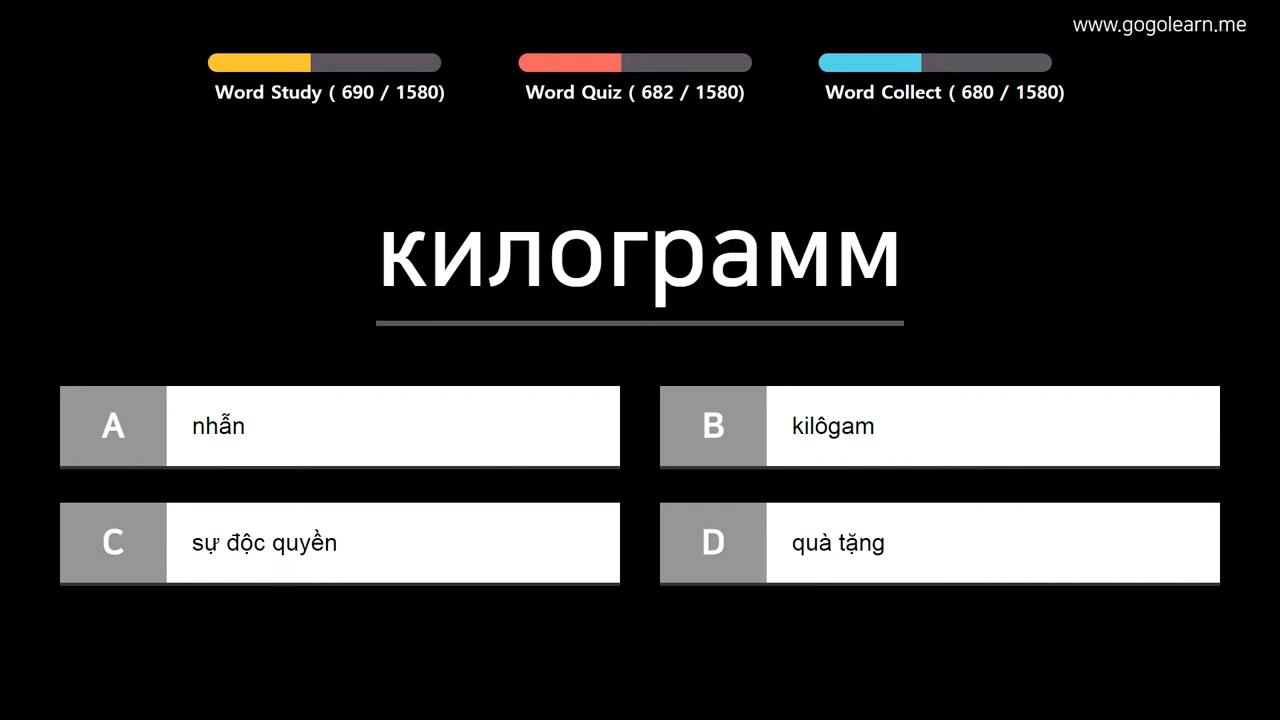 www.gogolearn.me
Word Study ( 690 / 1580)
Word Quiz ( 682 / 1580)
Word Collect ( 680 / 1580)
килограмм
A
nhẫn
B
kilôgam
C
sự độc quyền
D
quà tặng